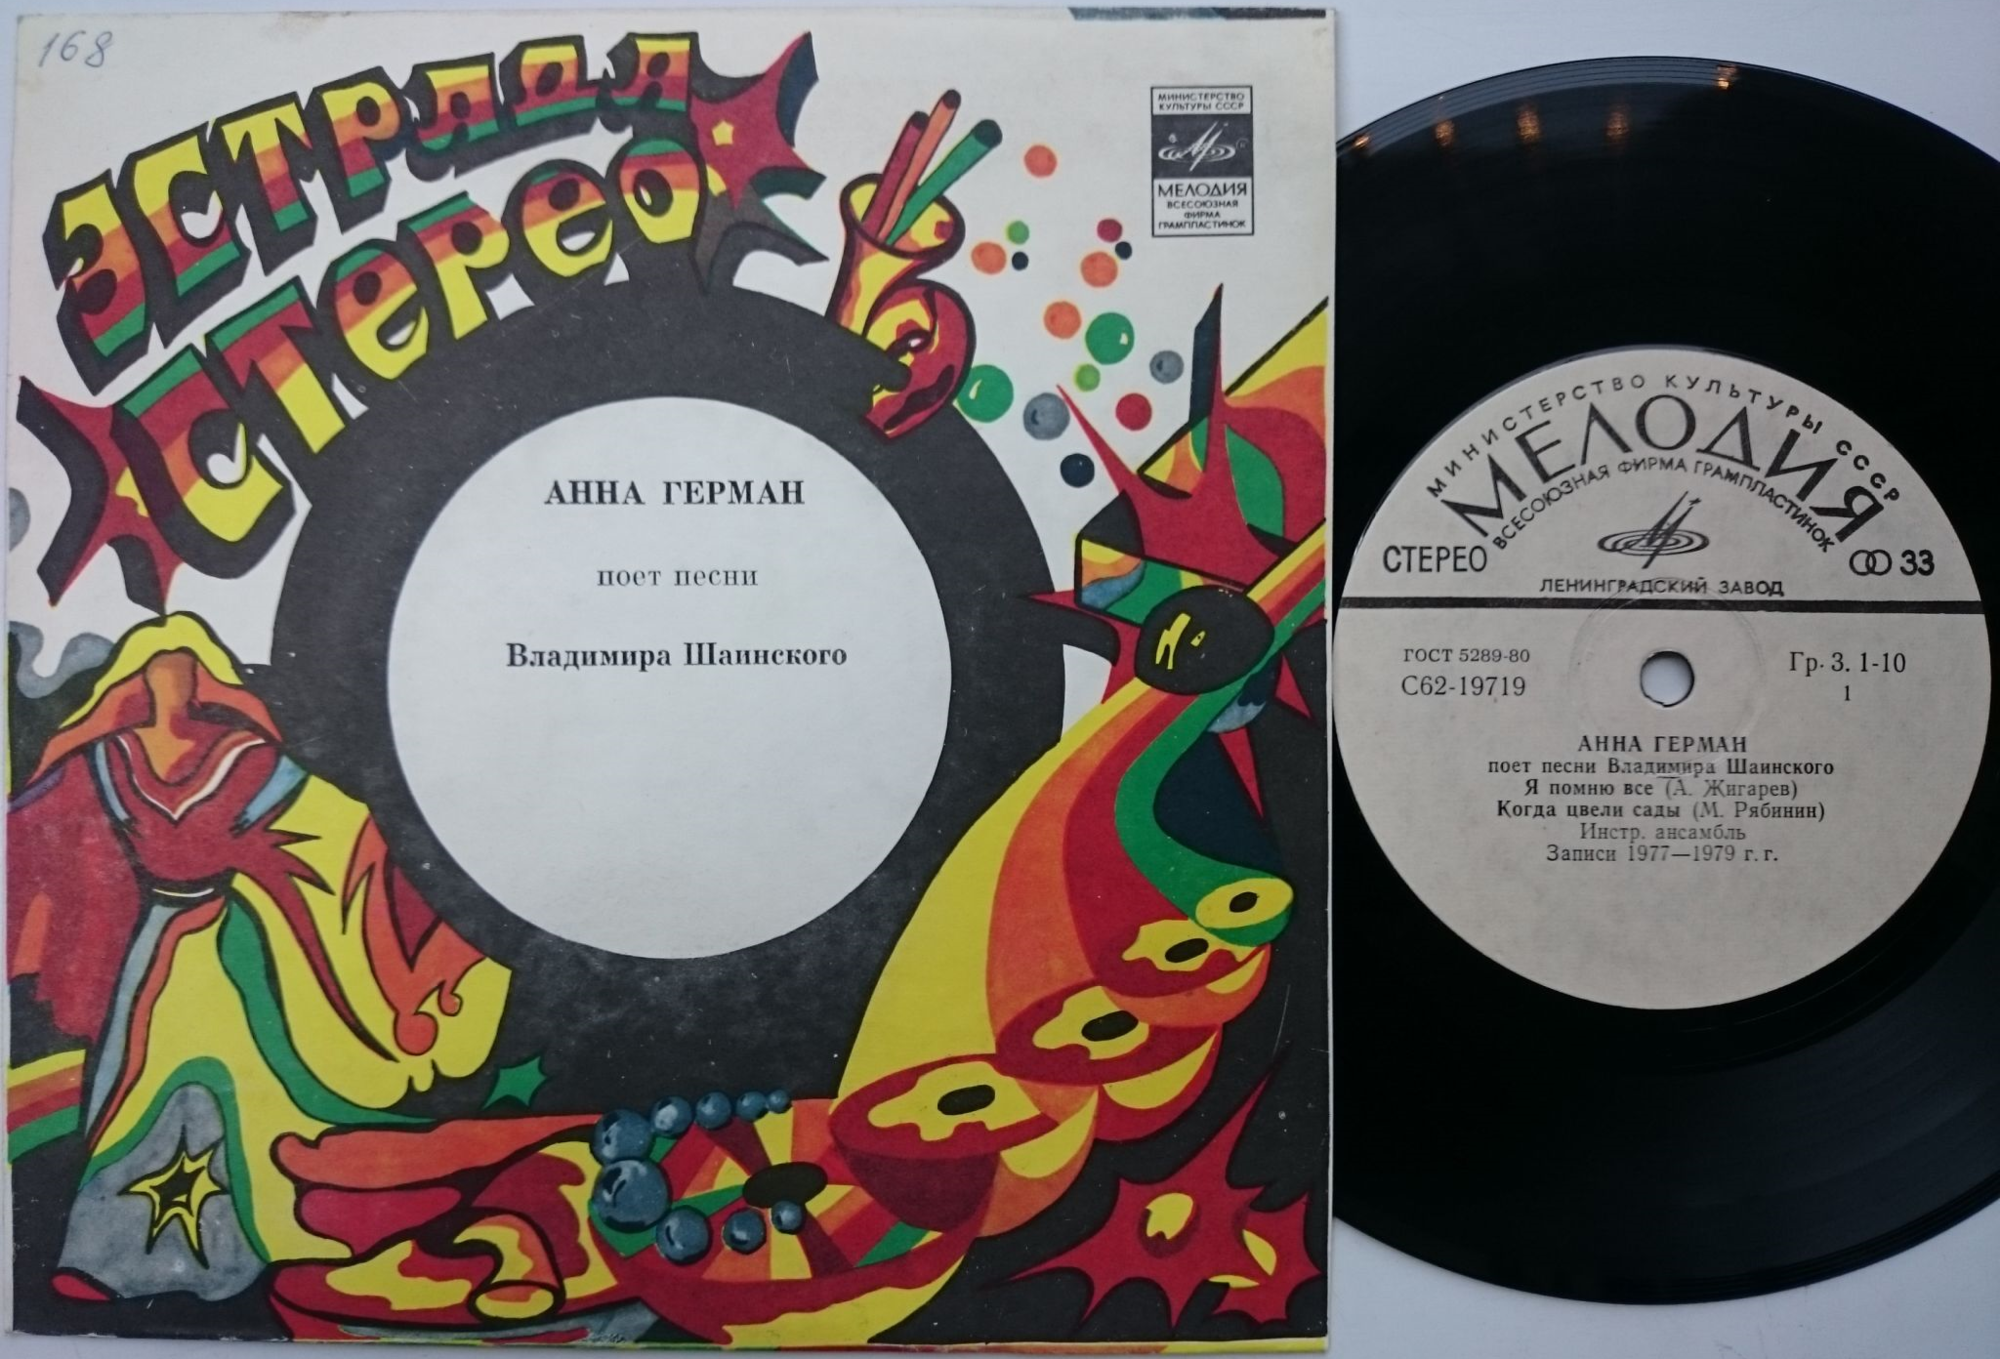 168
ЭСТРАДА
СТЕРЕО
МИНИСТЕРСТВО
КУЛЬТУРЫ СССР
МЕЛОДИЯ
ВСЕСОЮЗНАЯ
ФИРМА
ГРАМПЛАСТИНОК
АННА ГЕРМАН
поет песни
Владимира Шаинского
МИНИСТЕРСТВО КУЛЬТУРЫ СССР
МЕЛОДИЯ
ВСЕСОЮЗНАЯ ФИРМА ГРАМПЛАСТИНОК
СТЕРЕО 33
ЛЕНИНГРАДСКИЙ ЗАВОД
ГОСТ 5289-80
С62-19719
Гр. 3. 1-10
1
АННА ГЕРМАН
поет песни Владимира Шаинского
Я помню все (А. Жигарев)
Когда цвели сады (М. Рябинин)
Инстр. ансамбль
Записи 1977—1979 г. г.